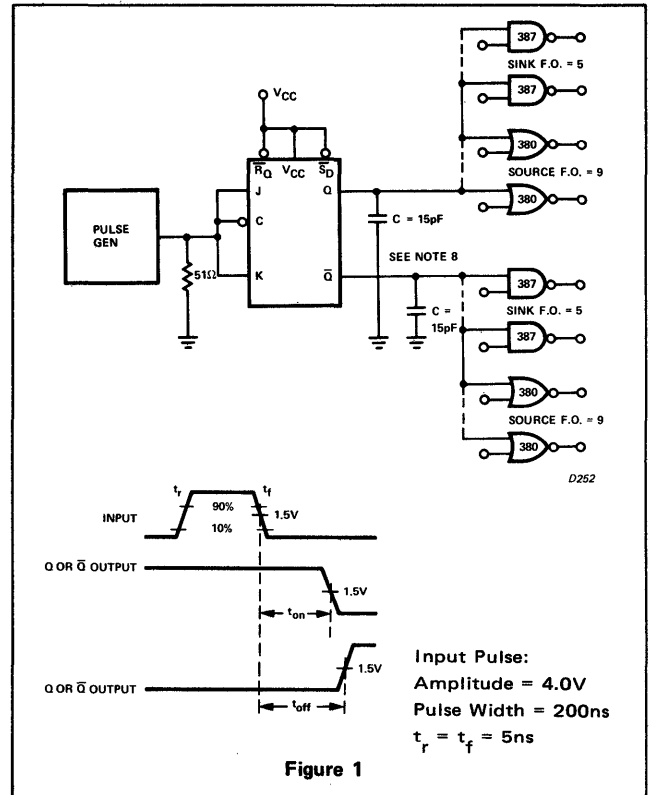 387
SINK F.O. = 5
387
380
SOURCE F.O. = 9
380
VCC
R̅Q VCC S̅D
J Q
C
K Q̅
PULSE
GEN
51Ω
C = 15pF
SEE NOTE 8
C =
15pF
387
SINK F.O. = 5
387
380
SOURCE F.O. = 9
380
D252
tr tf
INPUT 90% 1.5V
10%
Q OR Q̅ OUTPUT
1.5V
ton
1.5V
Q OR Q̅ OUTPUT
toff
Input Pulse:
Amplitude = 4.0V
Pulse Width = 200ns
tr = tf = 5ns
Figure 1